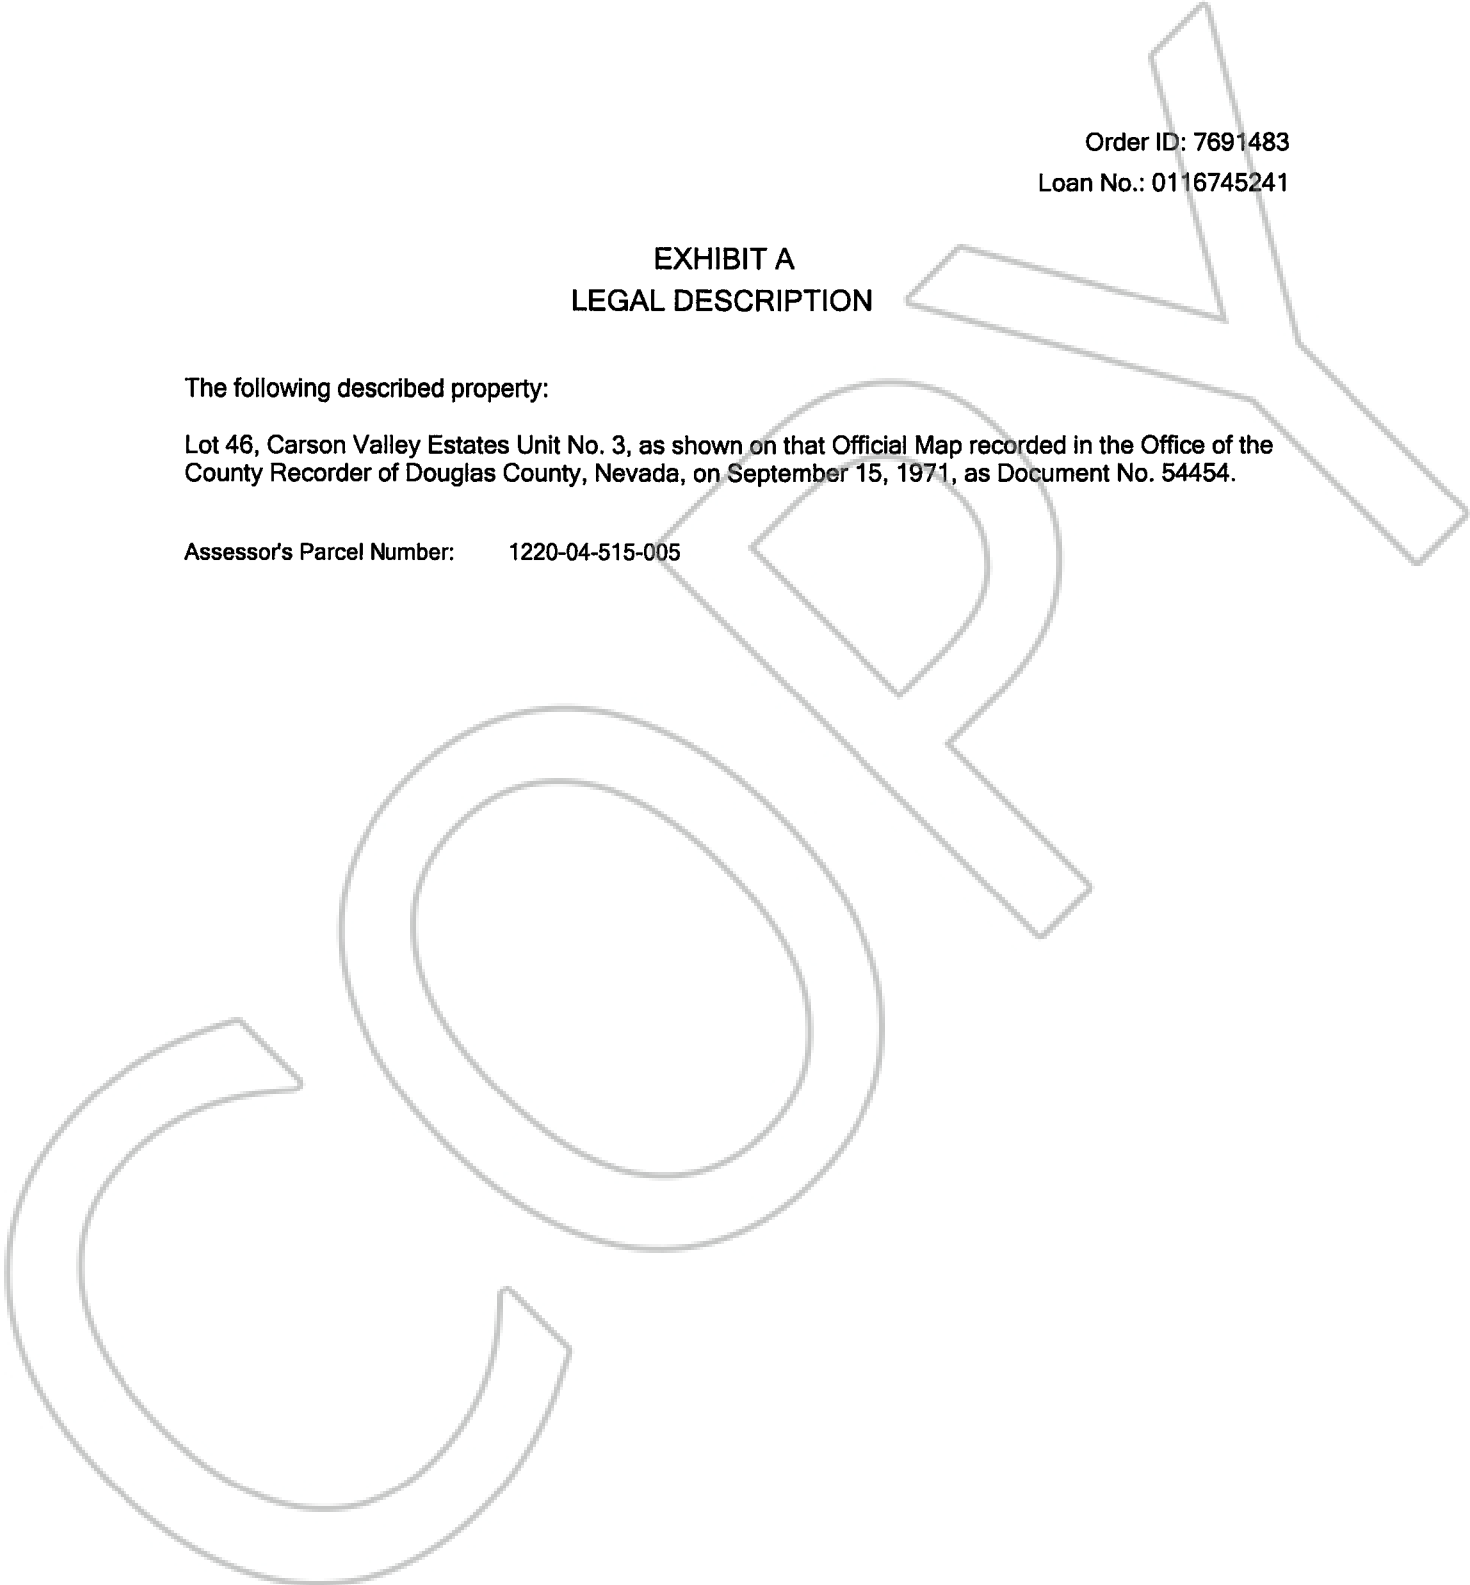 Order ID: 7691483
Loan No.: 0116745241
EXHIBIT A
LEGAL DESCRIPTION
The following described property:
Lot 46, Carson Valley Estates Unit No. 3, as shown on that Official Map recorded in the Office of the
County Recorder of Douglas County, Nevada, on September 15, 1971, as Document No. 54454.
Assessor's Parcel Number: 1220-04-515-005
COPY